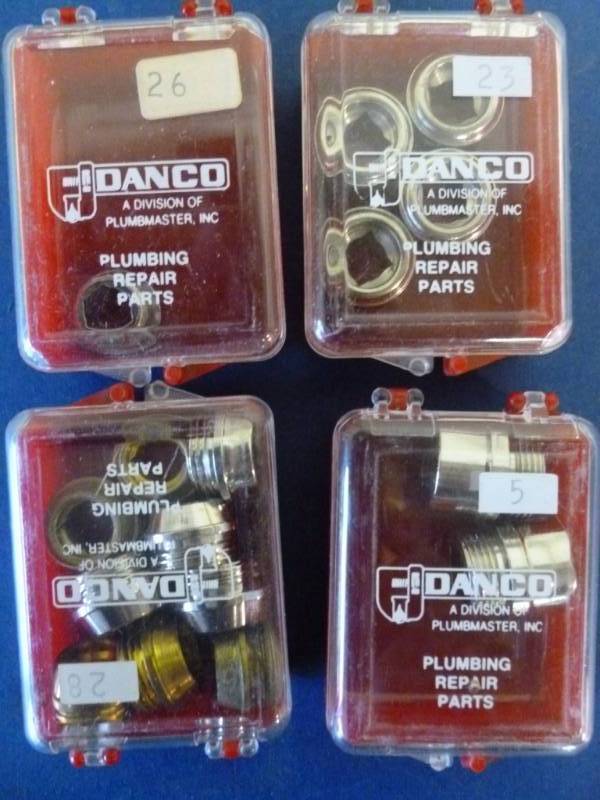 26
DANCO
A DIVISION OF
PLUMBMASTER, INC
PLUMBING
REPAIR
PARTS
23
DANCO
A DIVISION OF
PLUMBMASTER, INC
PLUMBING
REPAIR
PARTS
28
DANCO
A DIVISION OF
PLUMBMASTER, INC
PLUMBING
REPAIR
PARTS
5
DANCO
A DIVISION OF
PLUMBMASTER, INC
PLUMBING
REPAIR
PARTS